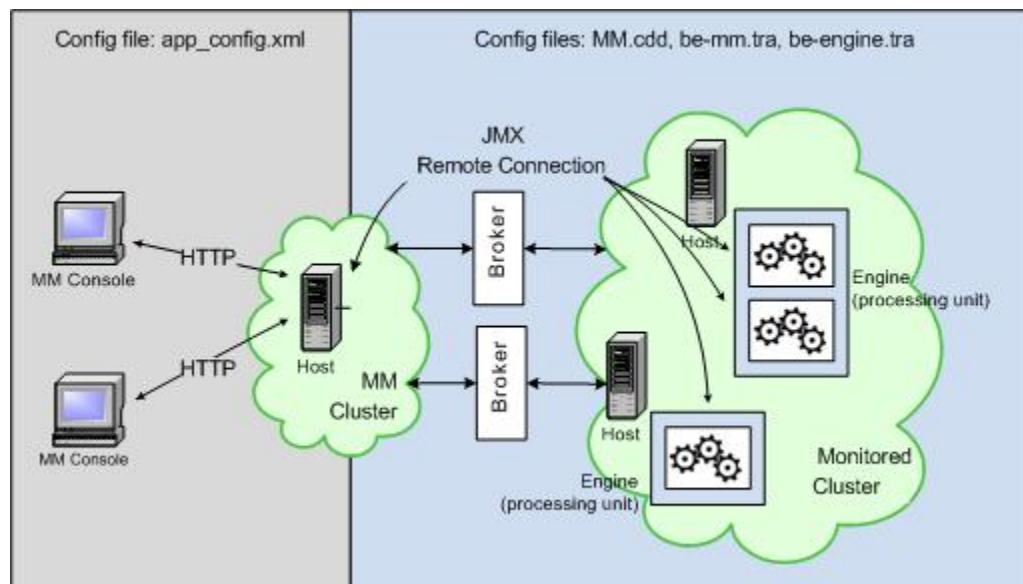 Config file: app_config.xml
Config files: MM.cdd, be-mm.tra, be-engine.tra
JMX
Remote Connection
MM Console
HTTP
Host
Broker
Host
Engine
(processing unit)
HTTP
MM Console
MM
Cluster
Broker
Host
Engine
(processing unit)
Monitored
Cluster